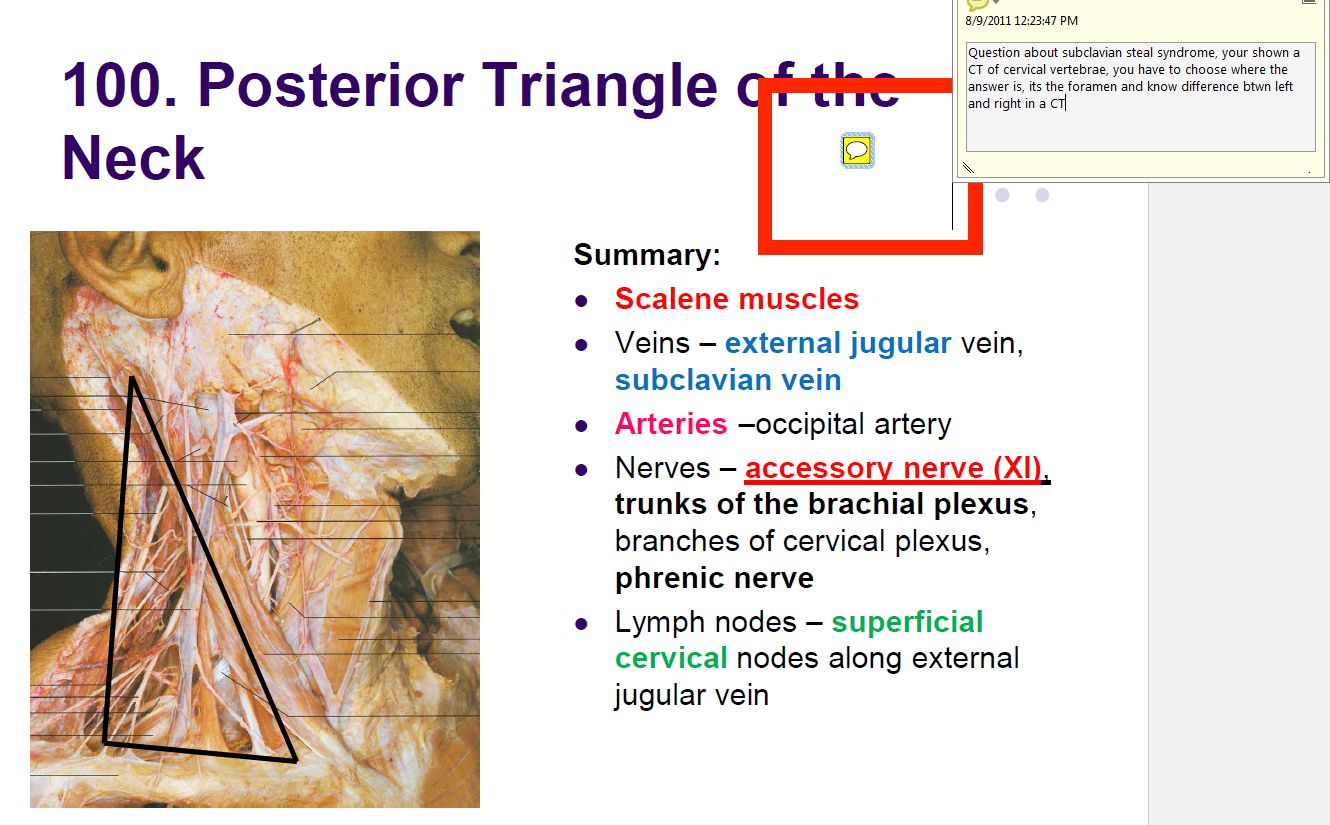 8/9/2011 12:23:47 PM
Question about subclavian steal syndrome, your shown a
CT of cervical vertebrae, you have to choose where the
answer is, its the foramen and know difference btwn left
and right in a CT
100. Posterior Triangle of the
Neck
Summary:
Scalene muscles
Veins – external jugular vein,
subclavian vein
Arteries –occipital artery
Nerves – accessory nerve (XI),
trunks of the brachial plexus,
branches of cervical plexus,
phrenic nerve
Lymph nodes – superficial
cervical nodes along external
jugular vein